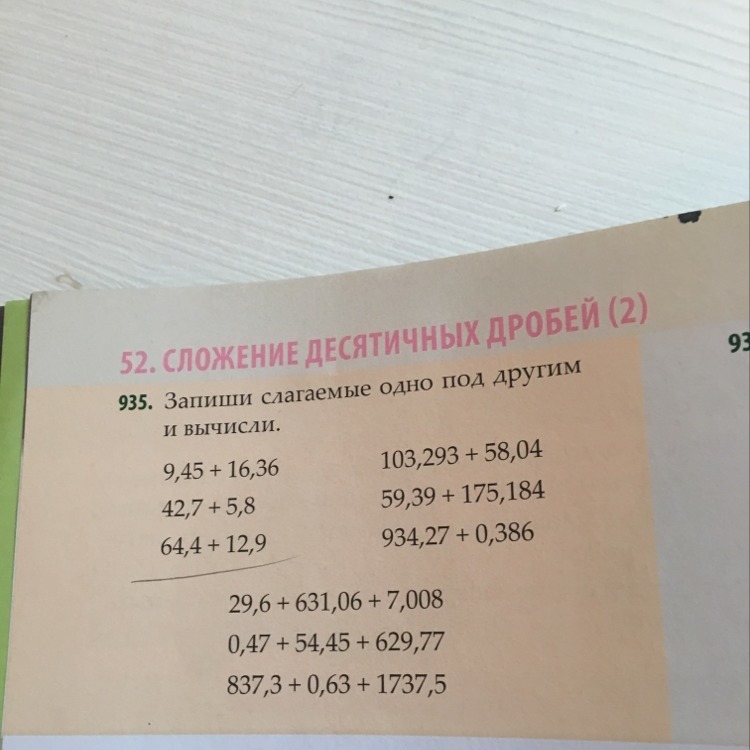 52. СЛОЖЕНИЕ ДЕСЯТИЧНЫХ ДРОБЕЙ (2)
935. Запиши слагаемые одно под другим
и вычисли.
9,45 + 16,36
42,7 + 5,8
64,4 + 12,9
103,293 + 58,04
59,39 + 175,184
934,27 + 0,386
29,6 + 631,06 + 7,008
0,47 + 54,45 + 629,77
837,3 + 0,63 + 1737,5